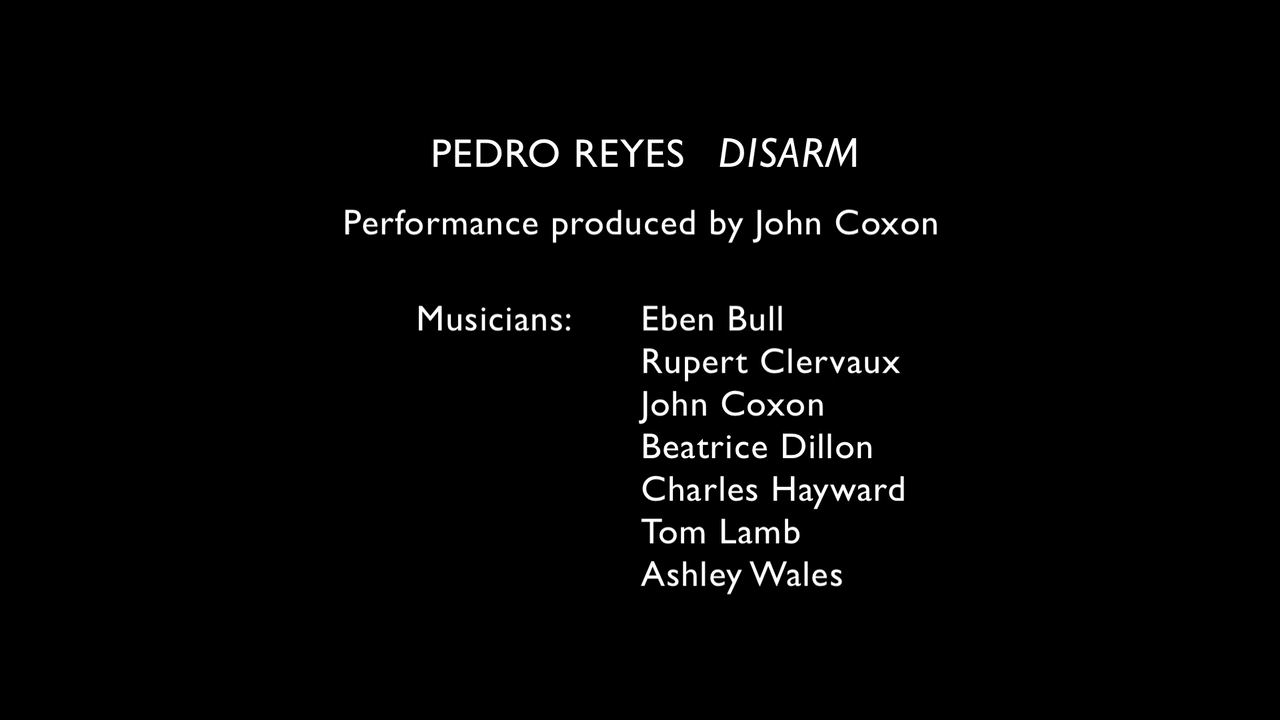 PEDRO REYES DISARM
Performance produced by John Coxon
Musicians: Eben Bull
Rupert Clervaux
John Coxon
Beatrice Dillon
Charles Hayward
Tom Lamb
Ashley Wales